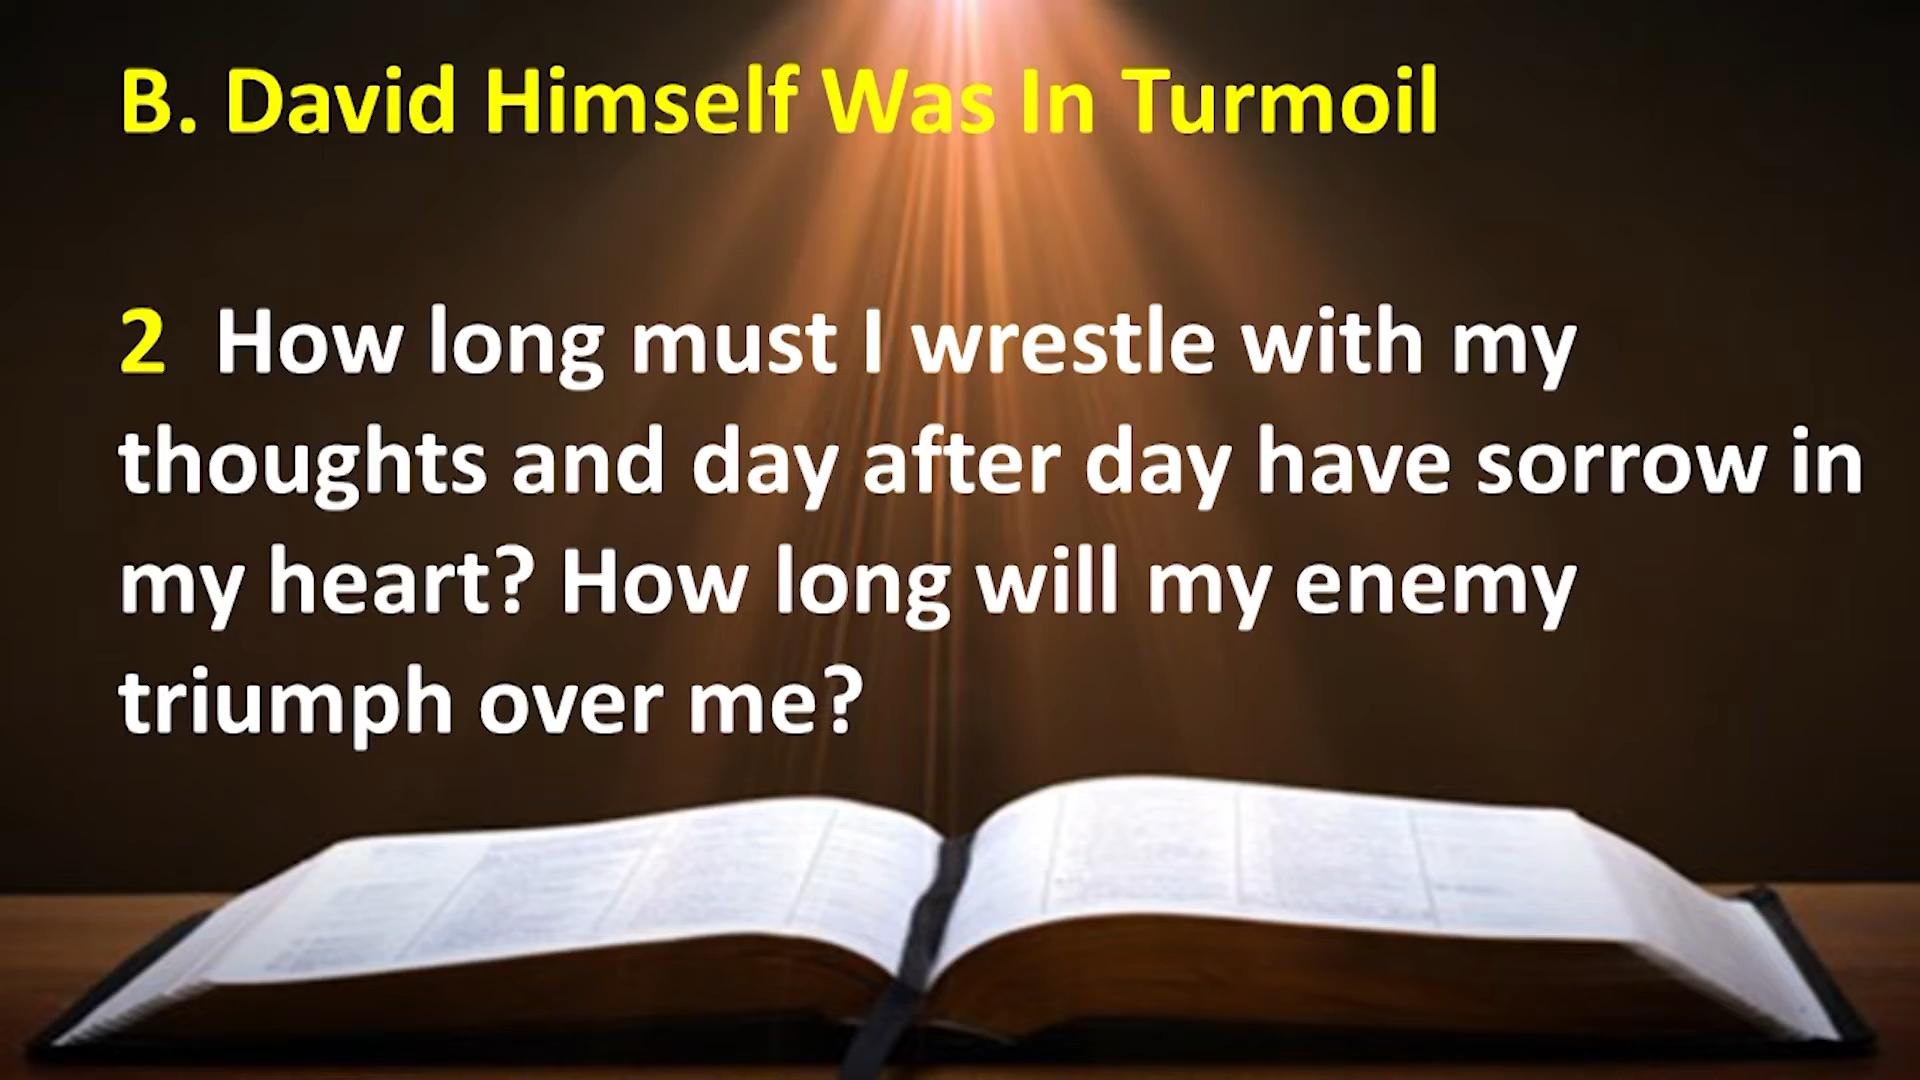 B. David Himself Was In Turmoil
2 How long must I wrestle with my
thoughts and day after day have sorrow in
my heart? How long will my enemy
triumph over me?